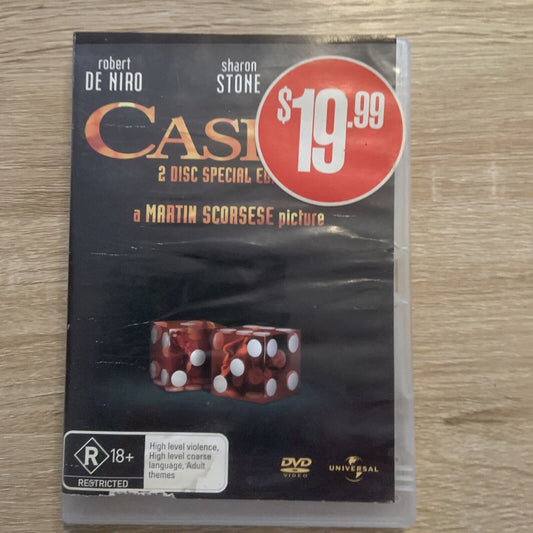 robert
DE NIRO
sharon
STONE
$19.99
CAS
2 DISC SPECIAL
a MARTIN SCORSESE picture
R 18+
RESTRICTED
High level violence,
High level coarse
language, Adult
themes
DVD
VIDEO
UNIVERSAL